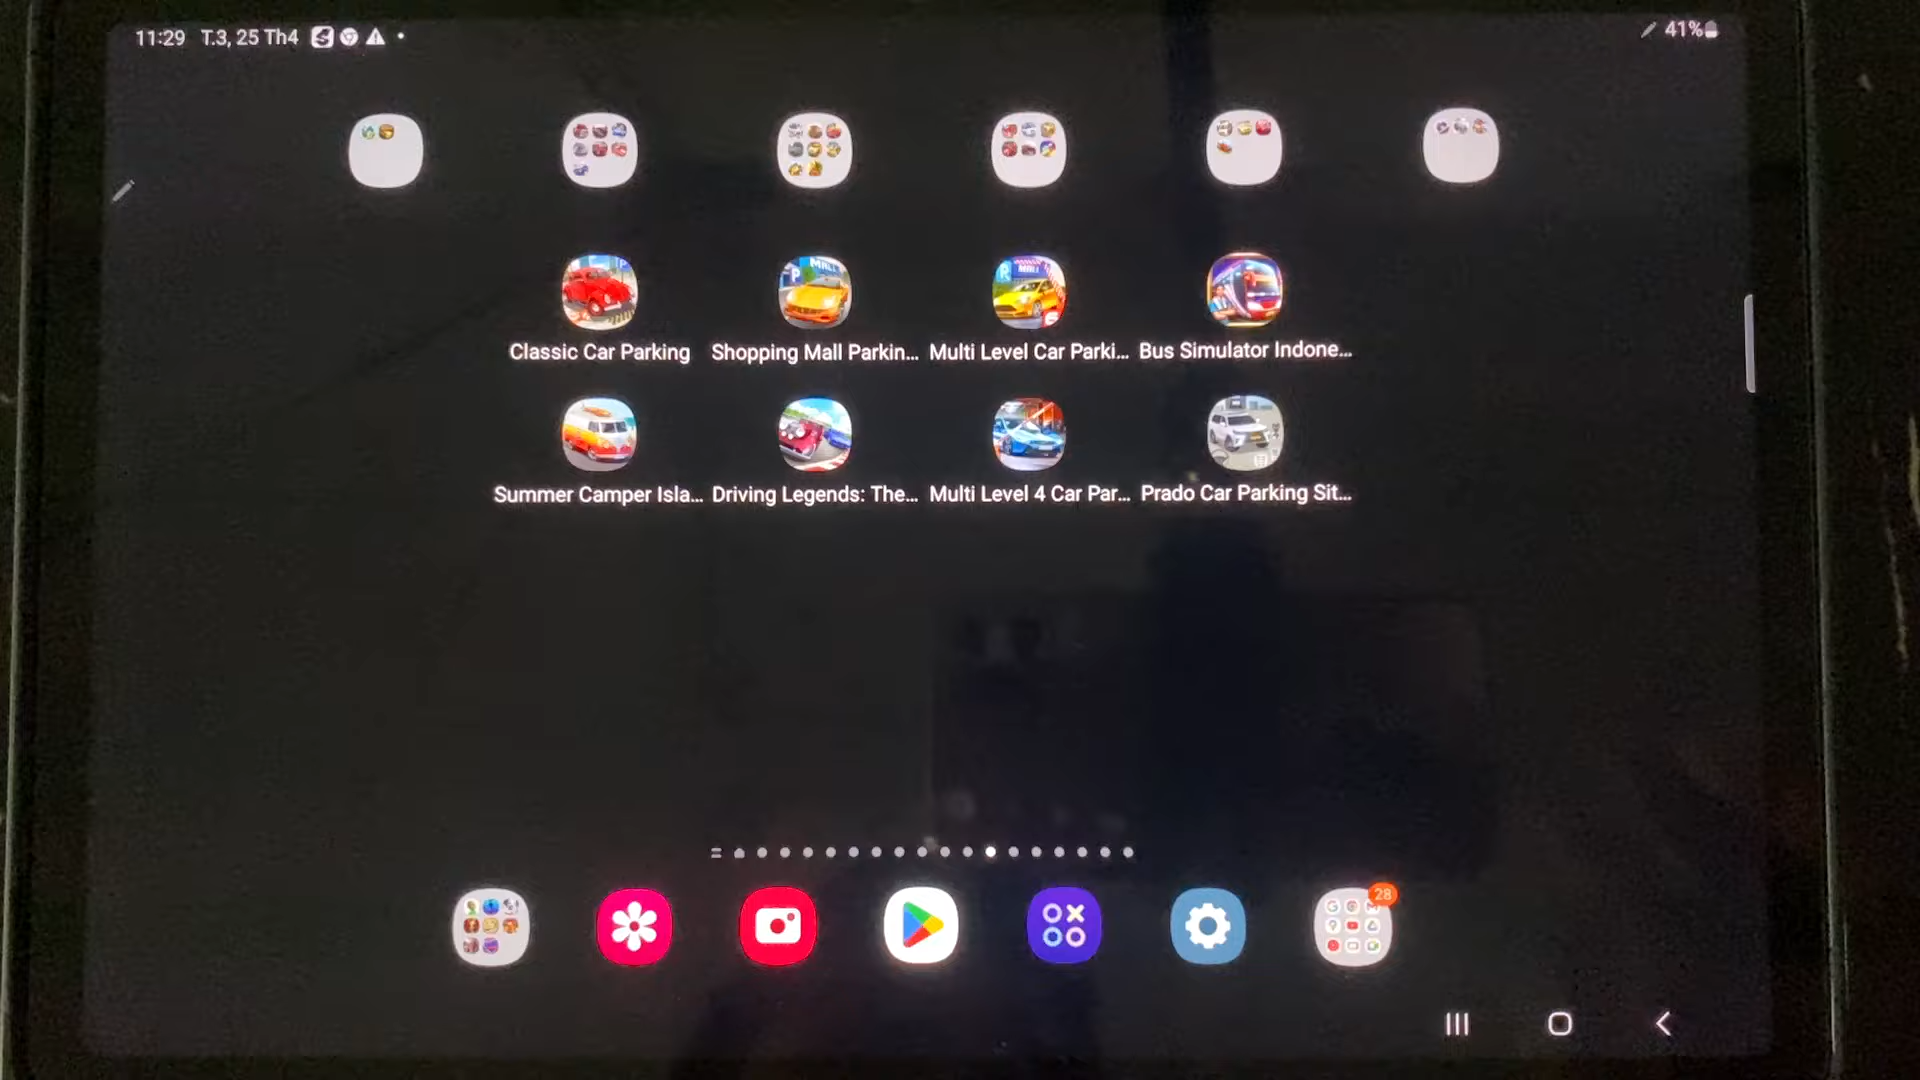 11:29 T.3, 25 Th4
41%
Classic Car Parking
Shopping Mall Parkin...
Multi Level Car Parki...
Bus Simulator Indone...
Summer Camper Isla...
Driving Legends: The...
Multi Level 4 Car Par...
Prado Car Parking Sit...
28